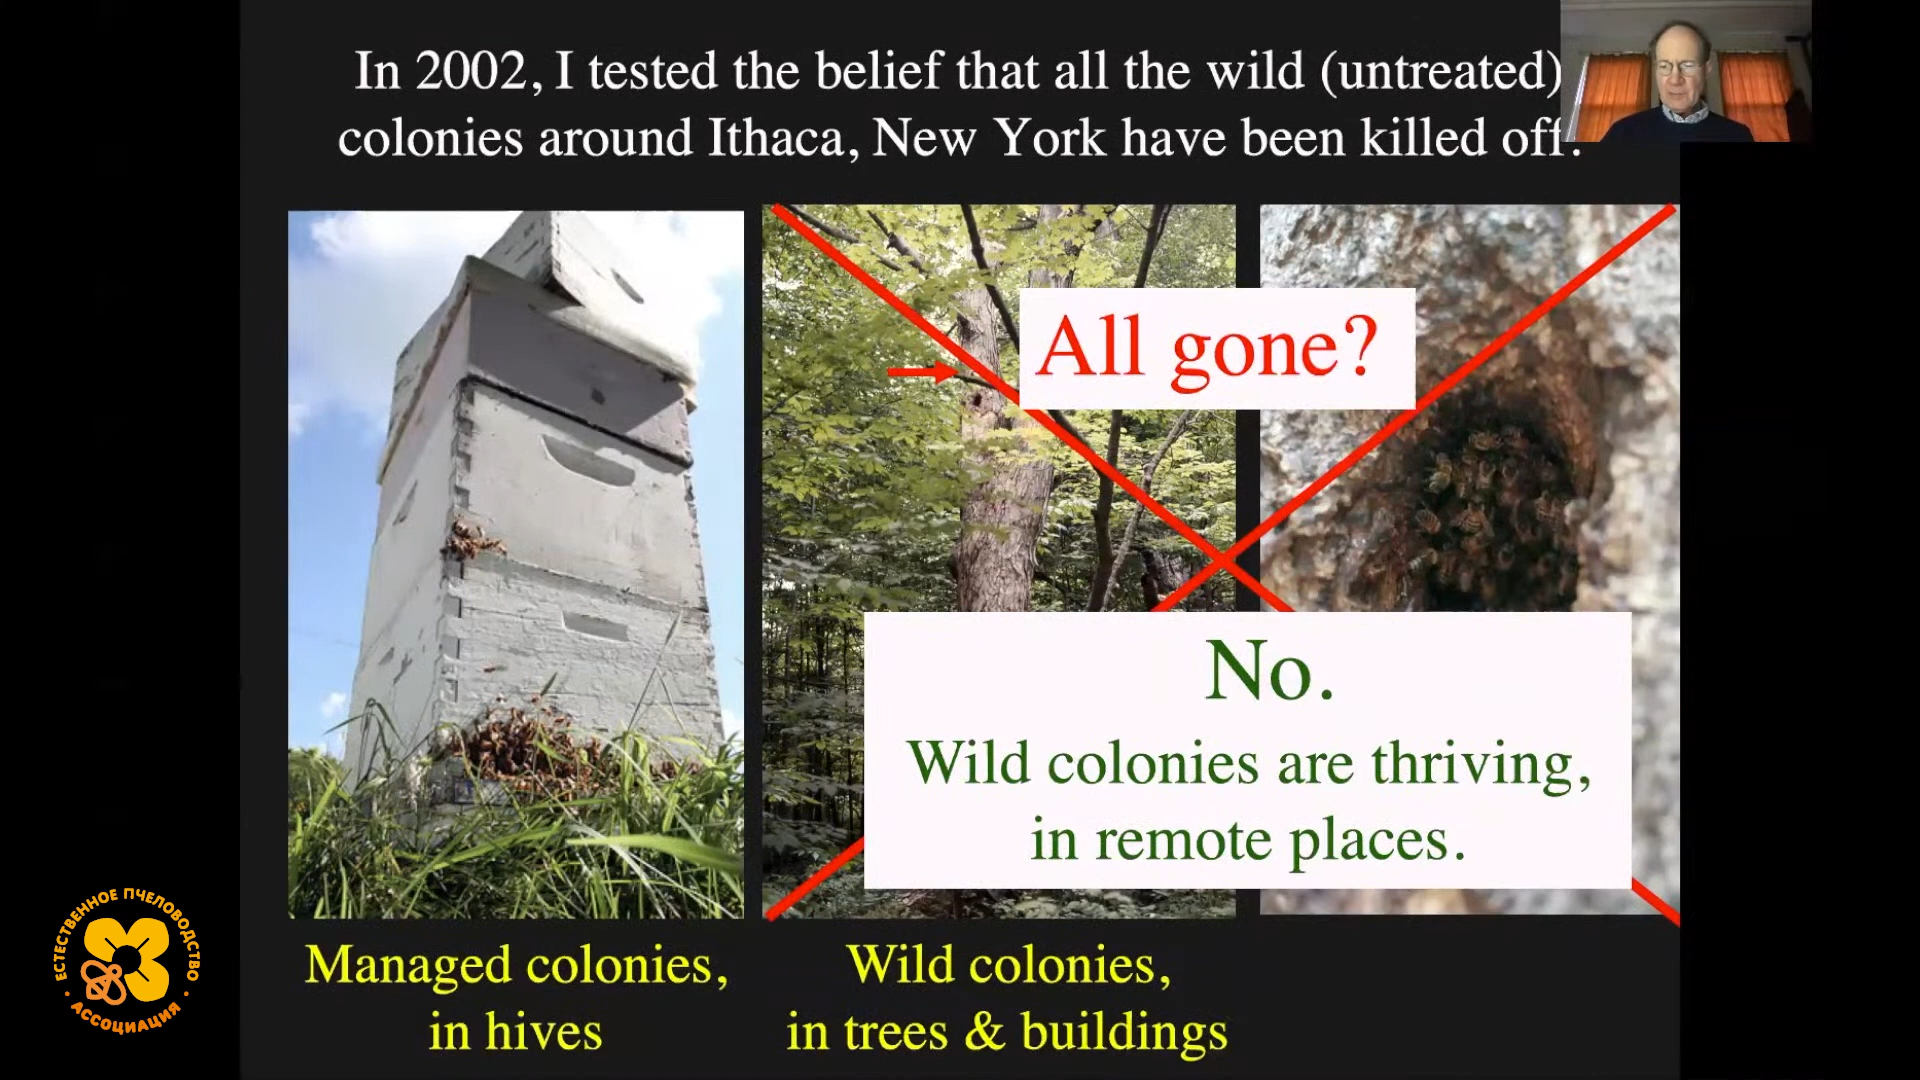 In 2002, I tested the belief that all the wild (untreated)
colonies around Ithaca, New York have been killed off.
All gone?
No.
Wild colonies are thriving,
in remote places.
Managed colonies,
in hives
Wild colonies,
in trees & buildings
ЕСТЕСТВЕННОЕ ПЧЕЛОВОДСТВО
· АССОЦИАЦИЯ ·